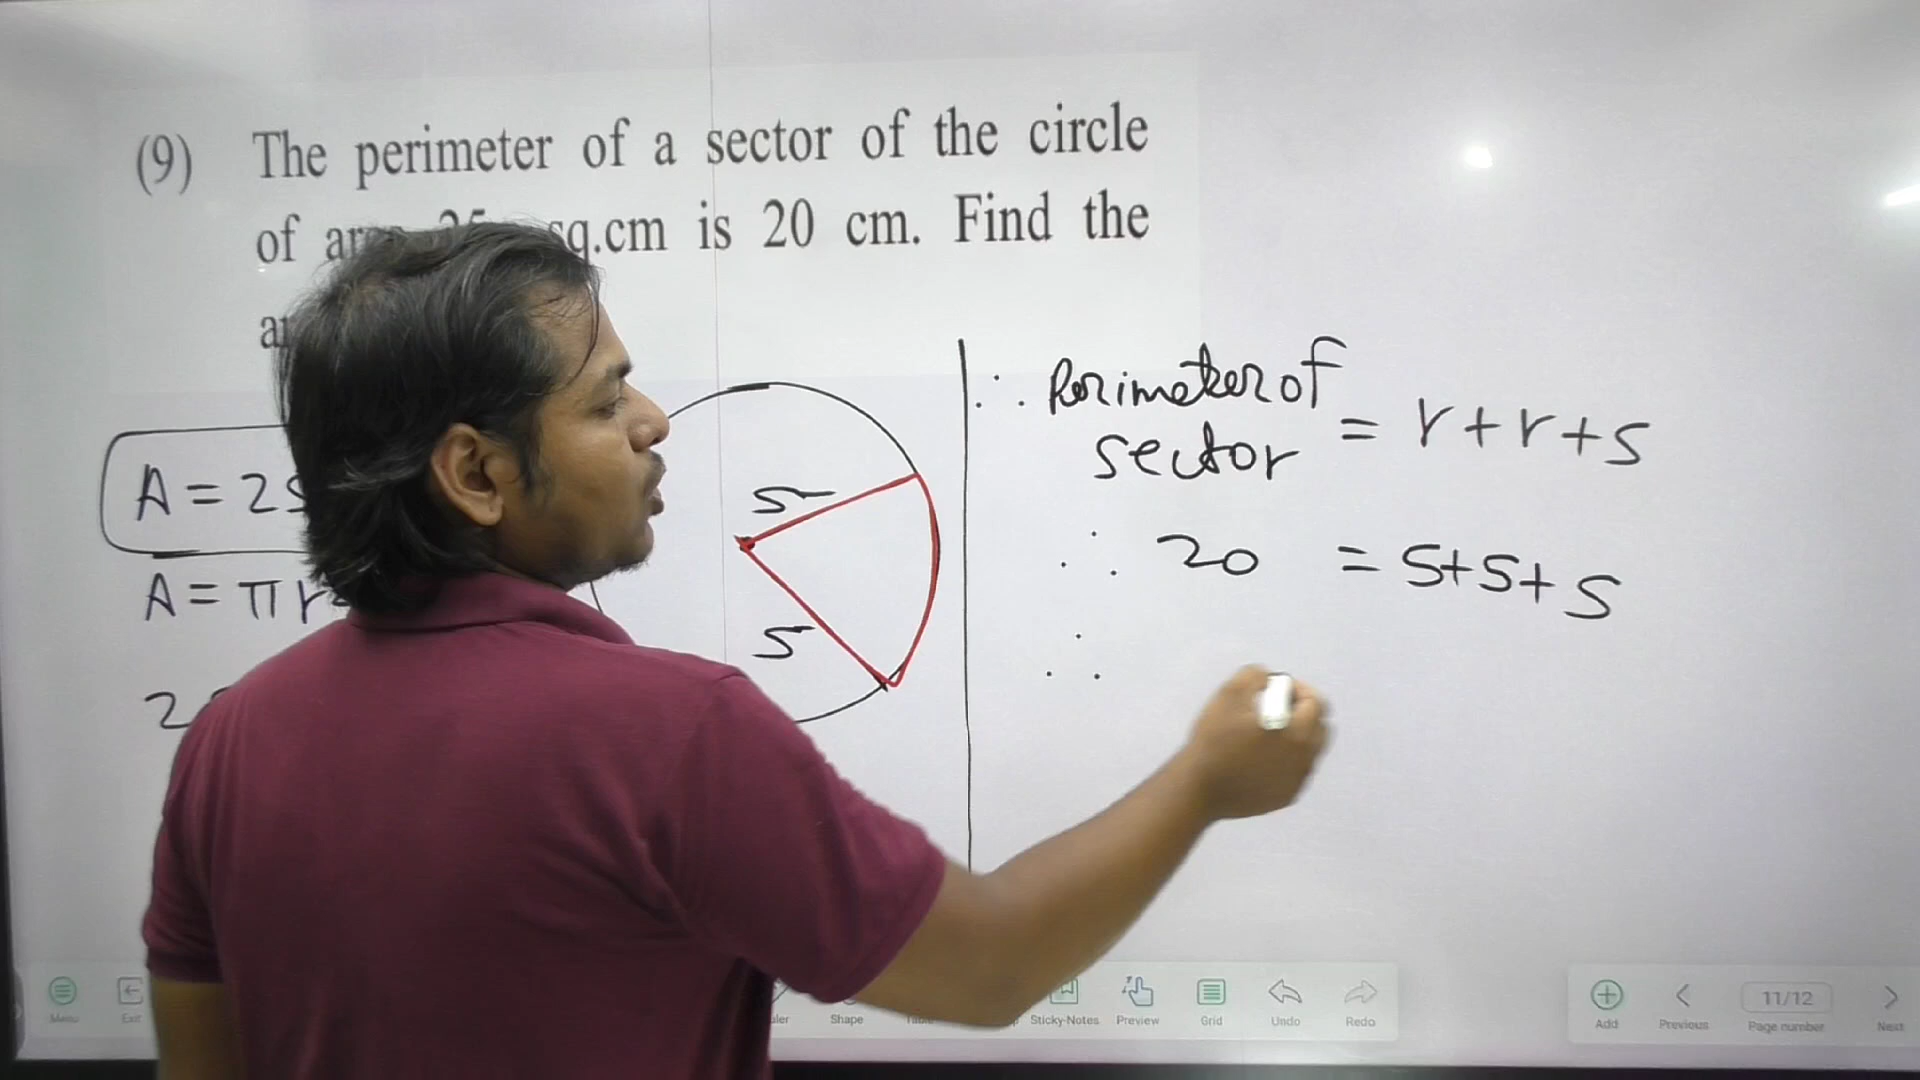 (9) The perimeter of a sector of the circle
of sq.cm is 20 cm. Find the
A = 2
A = π r
2
5
5
∴ Perimeter of
sector = r + r + s
∴ 20 = 5+5+s
∴
Menu Exit Shape Sticky-Notes Preview Grid Undo Redo Add Previous 11/12 Page number Next